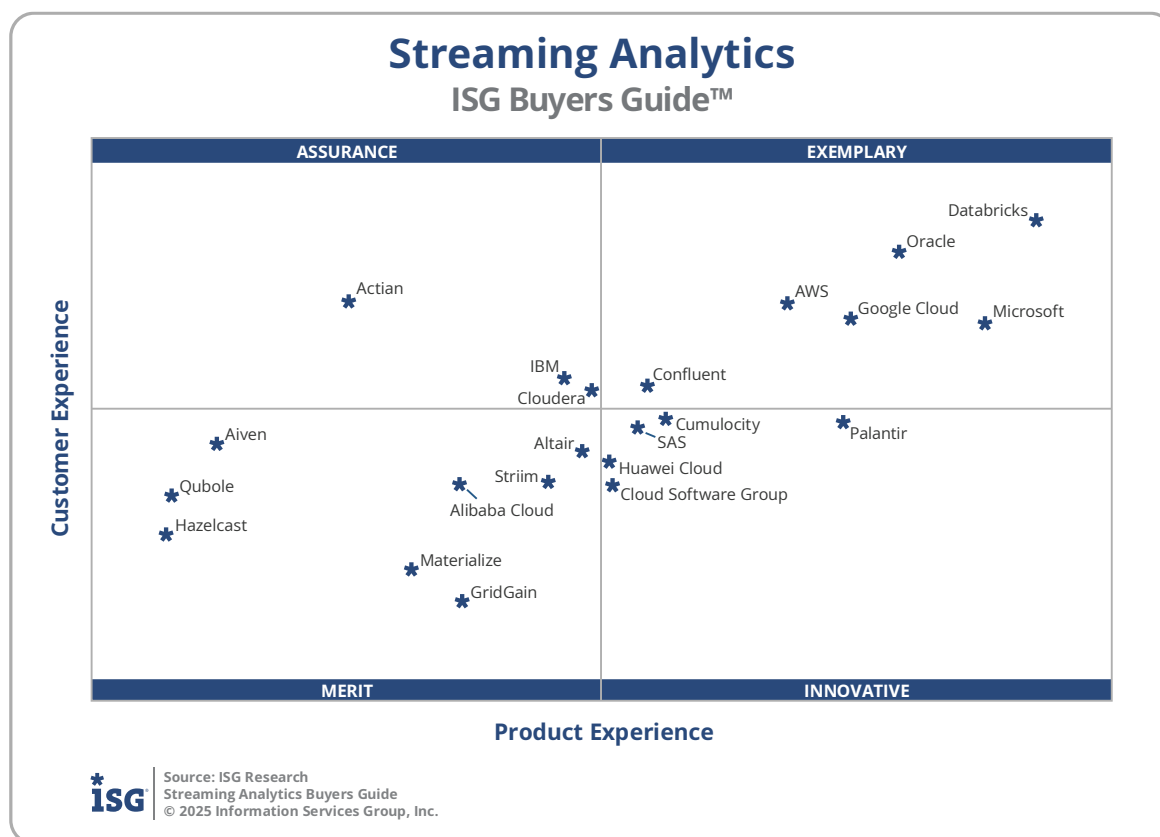 Streaming Analytics
ISG Buyers Guide™
ASSURANCE
EXEMPLARY
Databricks
Oracle
Actian
AWS
Google Cloud
Microsoft
IBM
Confluent
Cloudera
Customer Experience
Aiven
Altair
Cumulocity
SAS
Palantir
Qubole
Striim
Huawei Cloud
Alibaba Cloud
Cloud Software Group
Hazelcast
Materialize
GridGain
MERIT
INNOVATIVE
Product Experience
iSG
Source: ISG Research
Streaming Analytics Buyers Guide
© 2025 Information Services Group, Inc.